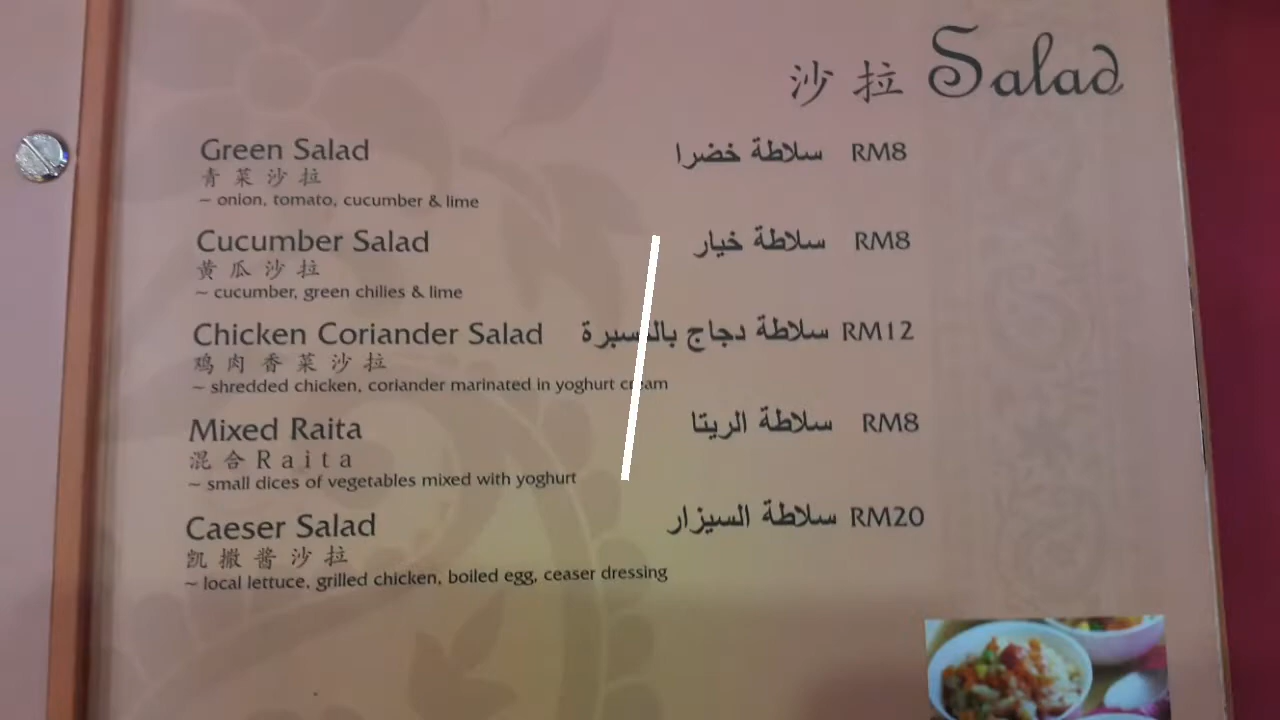 沙拉 Salad
Green Salad سلاطة خضرا RM8
青菜沙拉
~ onion, tomato, cucumber & lime
Cucumber Salad سلاطة خيار RM8
黄瓜沙拉
~ cucumber, green chilies & lime
Chicken Coriander Salad سلاطة دجاج RM12
鸡肉香菜沙拉
~ shredded chicken, coriander marinated in yoghurt
Mixed Raita سلاطة الريتا RM8
混合Raita
~ small dices of vegetables mixed with yoghurt
Caeser Salad سلاطة السيزار RM20
凯撒酱沙拉
~ local lettuce, grilled chicken, boiled egg, ceaser dressing